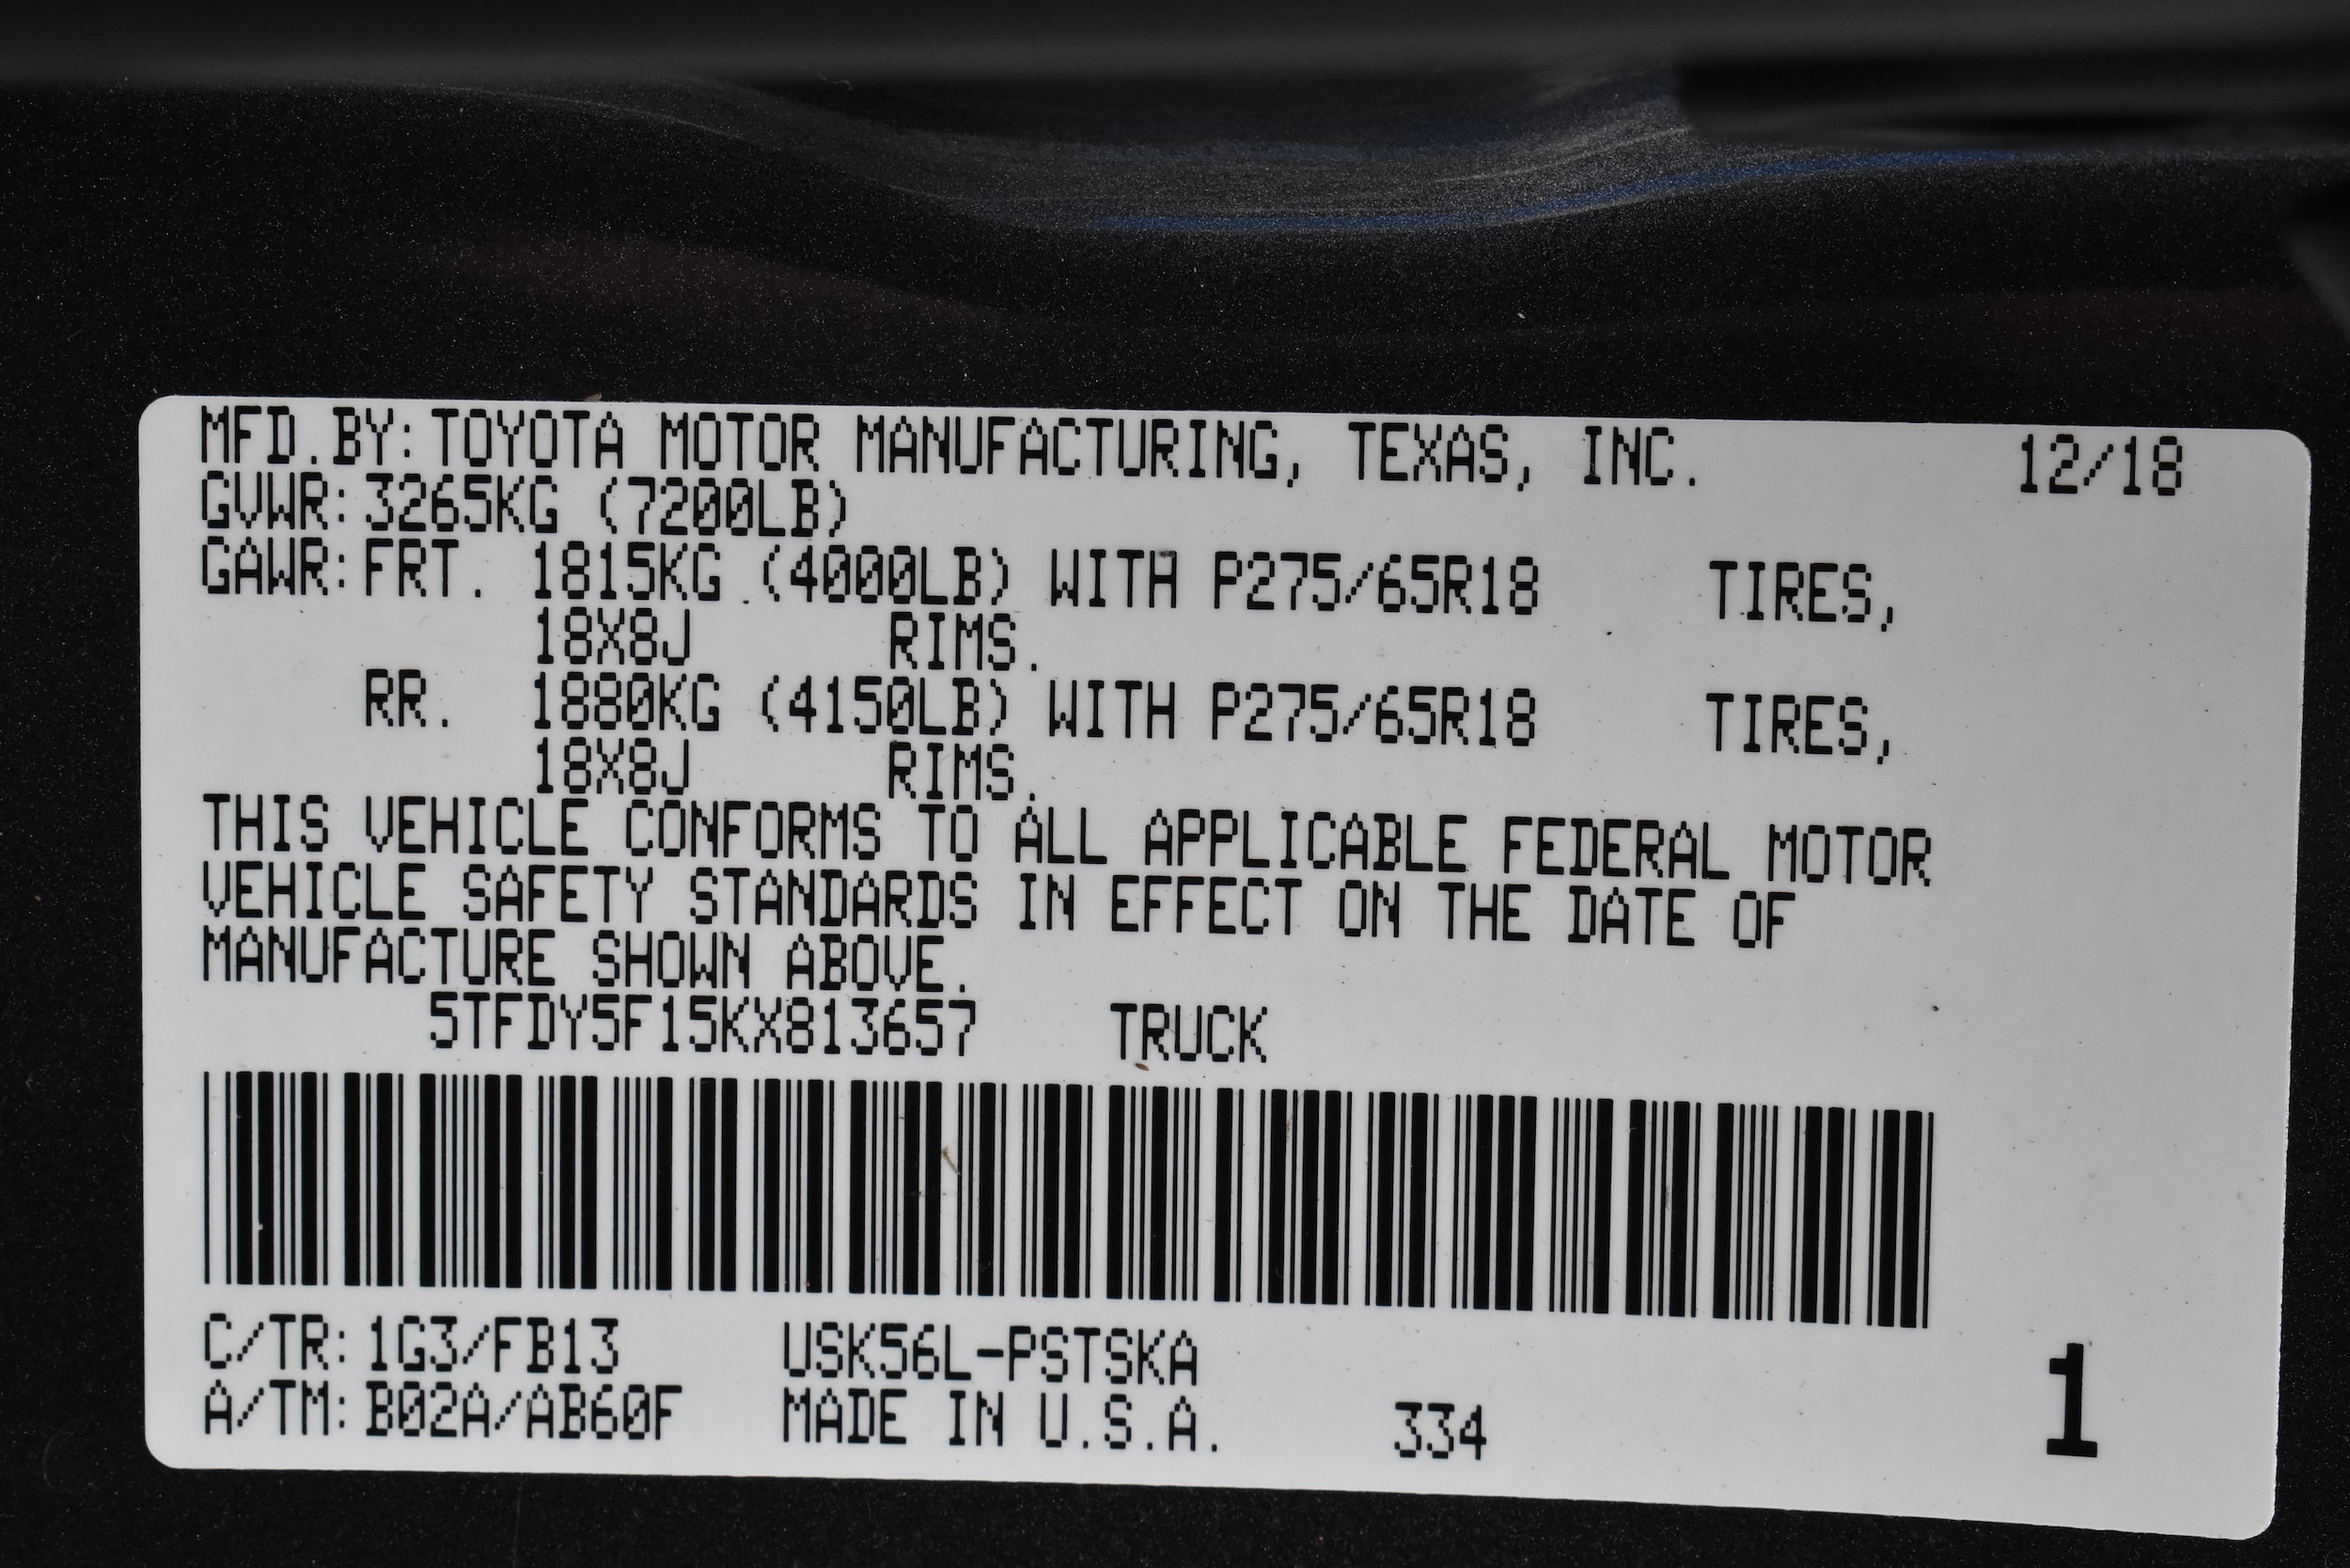 MFD.BY:TOYOTA MOTOR MANUFACTURING, TEXAS, INC. 12/18
GVWR:3265KG (7200LB)
GAWR:FRT. 1815KG (4000LB) WITH P275/65R18 TIRES,
18X8J RIMS.
RR. 1880KG (4150LB) WITH P275/65R18 TIRES,
18X8J RIMS.
THIS VEHICLE CONFORMS TO ALL APPLICABLE FEDERAL MOTOR
VEHICLE SAFETY STANDARDS IN EFFECT ON THE DATE OF
MANUFACTURE SHOWN ABOVE.
5TFDY5F15KX813657 TRUCK
C/TR:1G3/FB13 USK56L-PSTSKA
A/TM:B02A/AB60F MADE IN U.S.A. 334 1